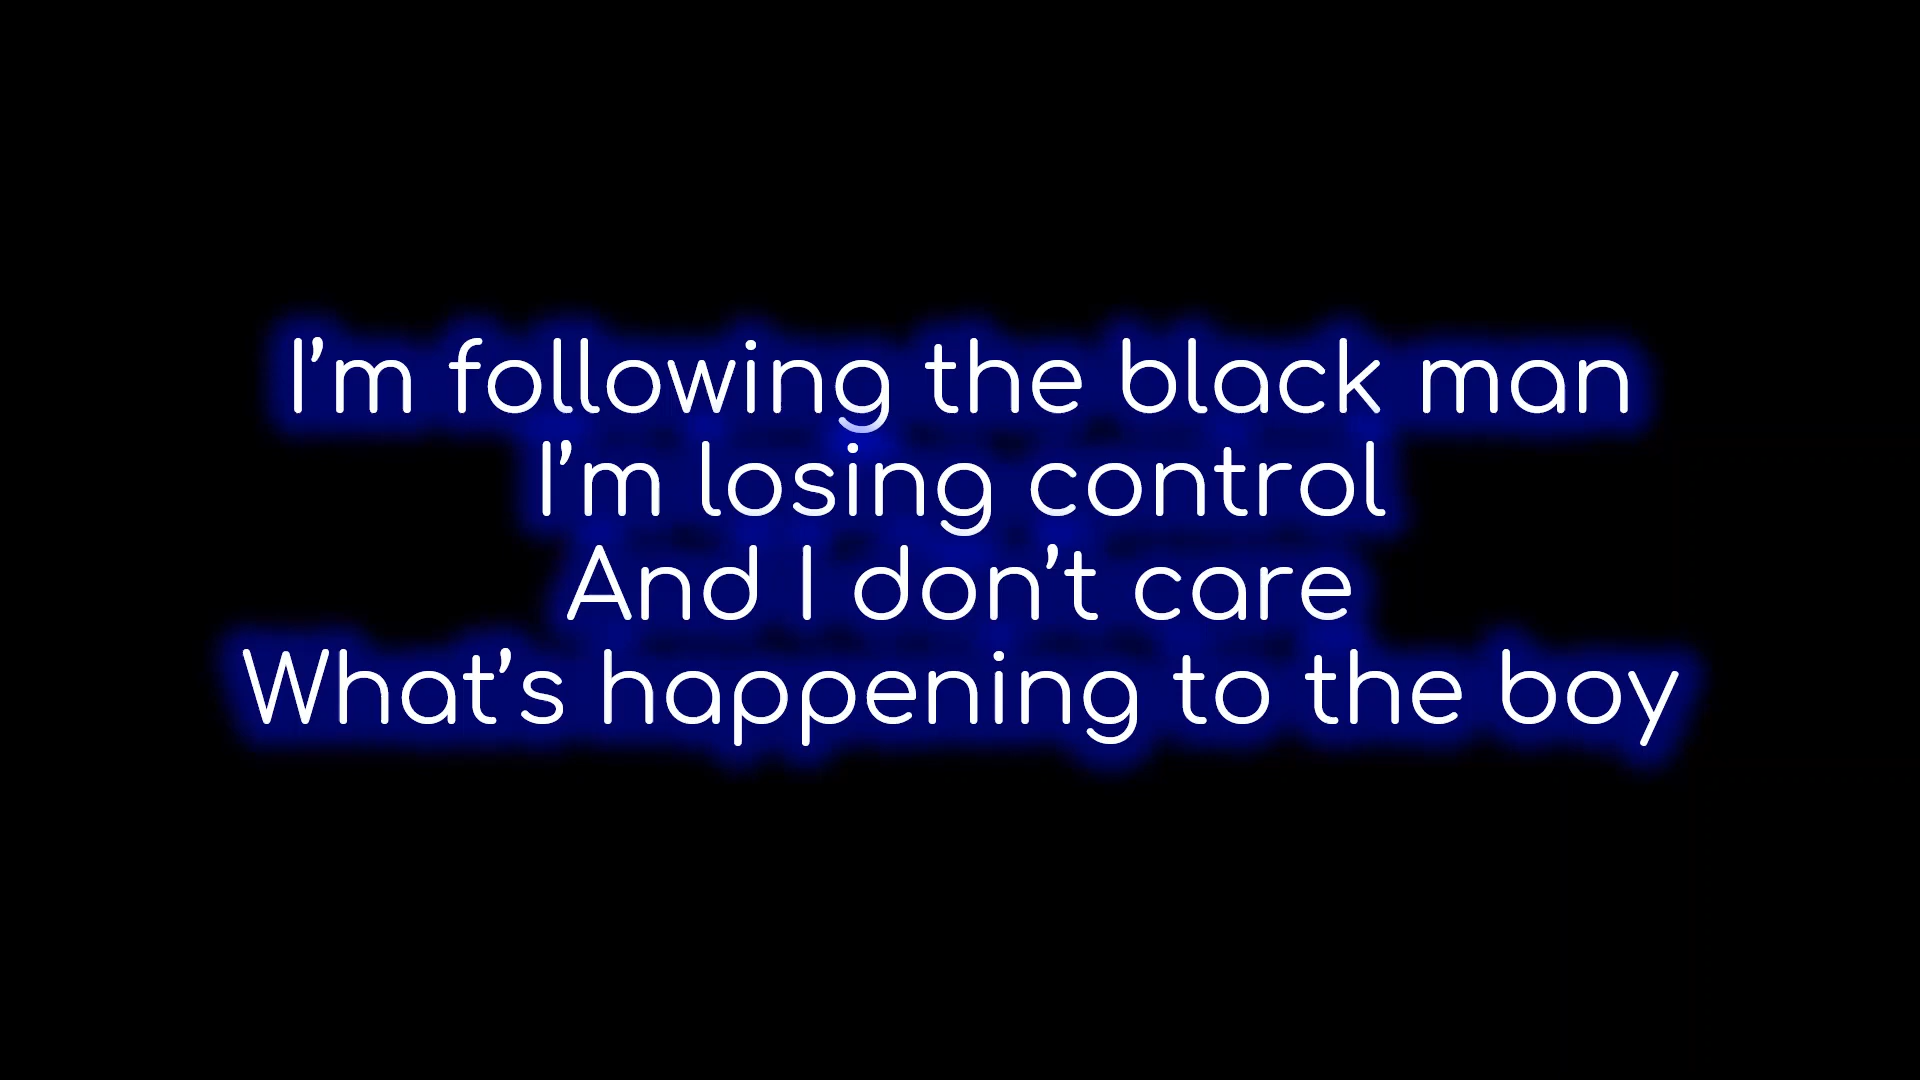 I’m following the black man
I’m losing control
And I don’t care
What’s happening to the boy